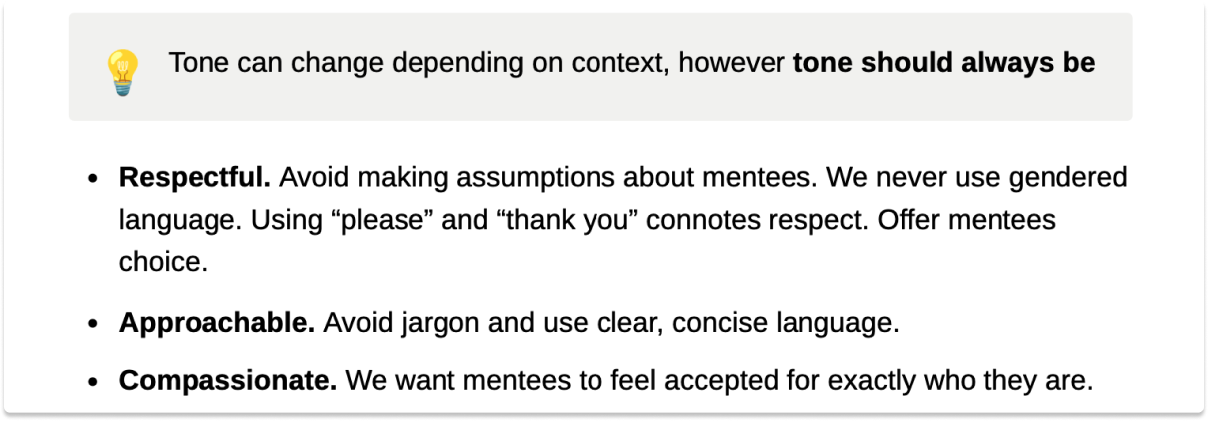 Tone can change depending on context, however tone should always be
• Respectful. Avoid making assumptions about mentees. We never use gendered
language. Using “please” and “thank you” connotes respect. Offer mentees
choice.
• Approachable. Avoid jargon and use clear, concise language.
• Compassionate. We want mentees to feel accepted for exactly who they are.